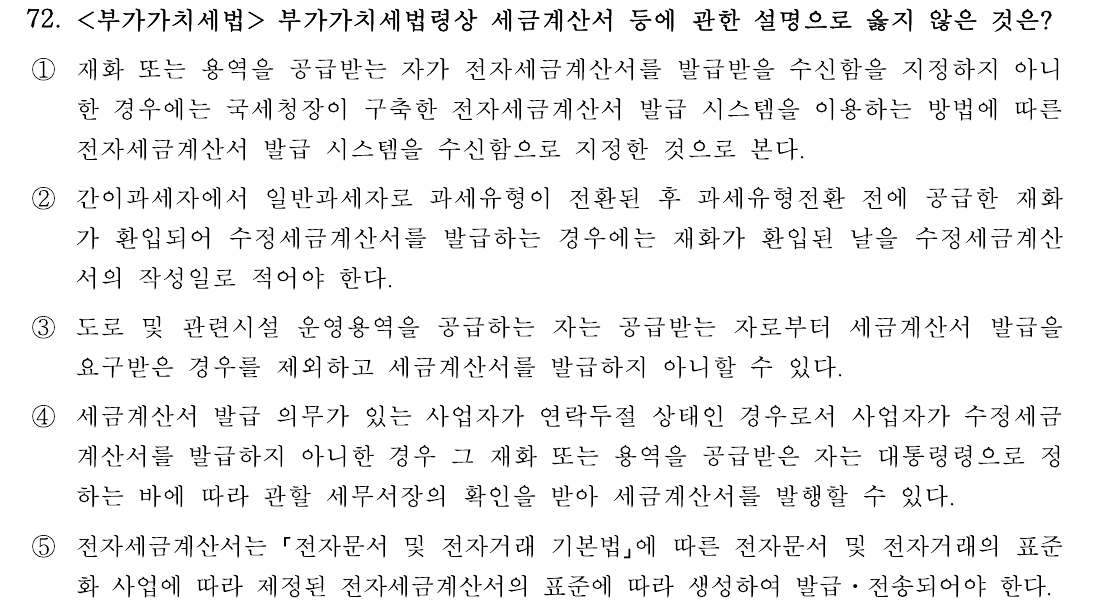 72. <부가가치세법> 부가가치세법령상 세금계산서 등에 관한 설명으로 옳지 않은 것은?
① 재화 또는 용역을 공급받는 자가 전자세금계산서를 발급받을 수신함을 지정하지 아니
한 경우에는 국세청장이 구축한 전자세금계산서 발급 시스템을 이용하는 방법에 따른
전자세금계산서 발급 시스템을 수신함으로 지정한 것으로 본다.
② 간이과세자에서 일반과세자로 과세유형이 전환된 후 과세유형전환 전에 공급한 재화
가 환입되어 수정세금계산서를 발급하는 경우에는 재화가 환입된 날을 수정세금계산
서의 작성일로 적어야 한다.
③ 도로 및 관련시설 운영용역을 공급하는 자는 공급받는 자로부터 세금계산서 발급을
요구받은 경우를 제외하고 세금계산서를 발급하지 아니할 수 있다.
④ 세금계산서 발급 의무가 있는 사업자가 연락두절 상태인 경우로서 사업자가 수정세금
계산서를 발급하지 아니한 경우 그 재화 또는 용역을 공급받은 자는 대통령령으로 정
하는 바에 따라 관할 세무서장의 확인을 받아 세금계산서를 발행할 수 있다.
⑤ 전자세금계산서는 「전자문서 및 전자거래 기본법」에 따른 전자문서 및 전자거래의 표준
화 사업에 따라 제정된 전자세금계산서의 표준에 따라 생성하여 발급·전송되어야 한다.